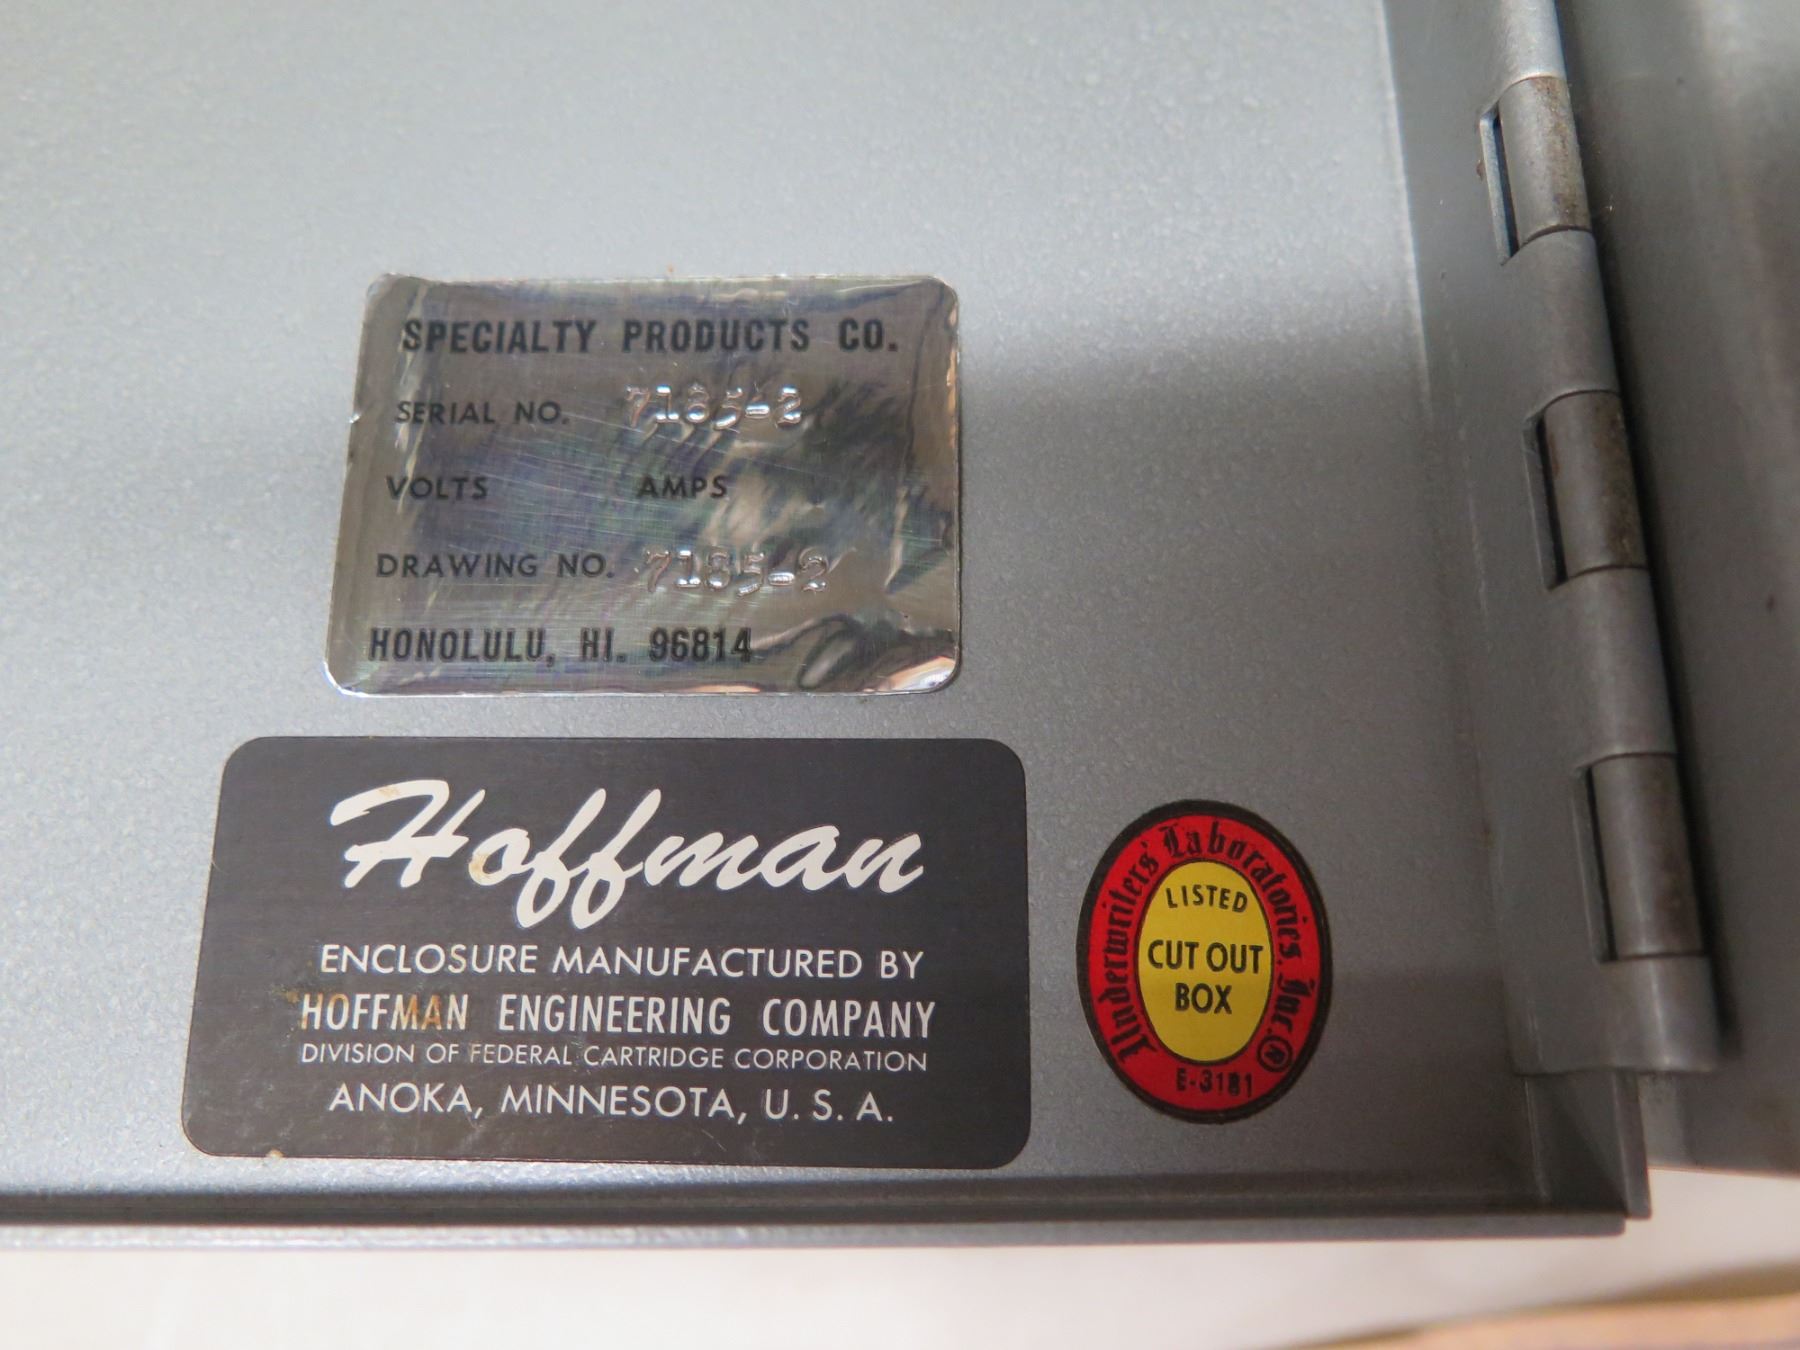 SPECIALTY PRODUCTS CO.
SERIAL NO. 7185-2
VOLTS AMPS
DRAWING NO. 7185-2
HONOLULU, HI. 96814
Hoffman
ENCLOSURE MANUFACTURED BY
HOFFMAN ENGINEERING COMPANY
DIVISION OF FEDERAL CARTRIDGE CORPORATION
ANOKA, MINNESOTA, U. S. A.
Underwriters' Laboratories, Inc.®
LISTED
CUT OUT
BOX